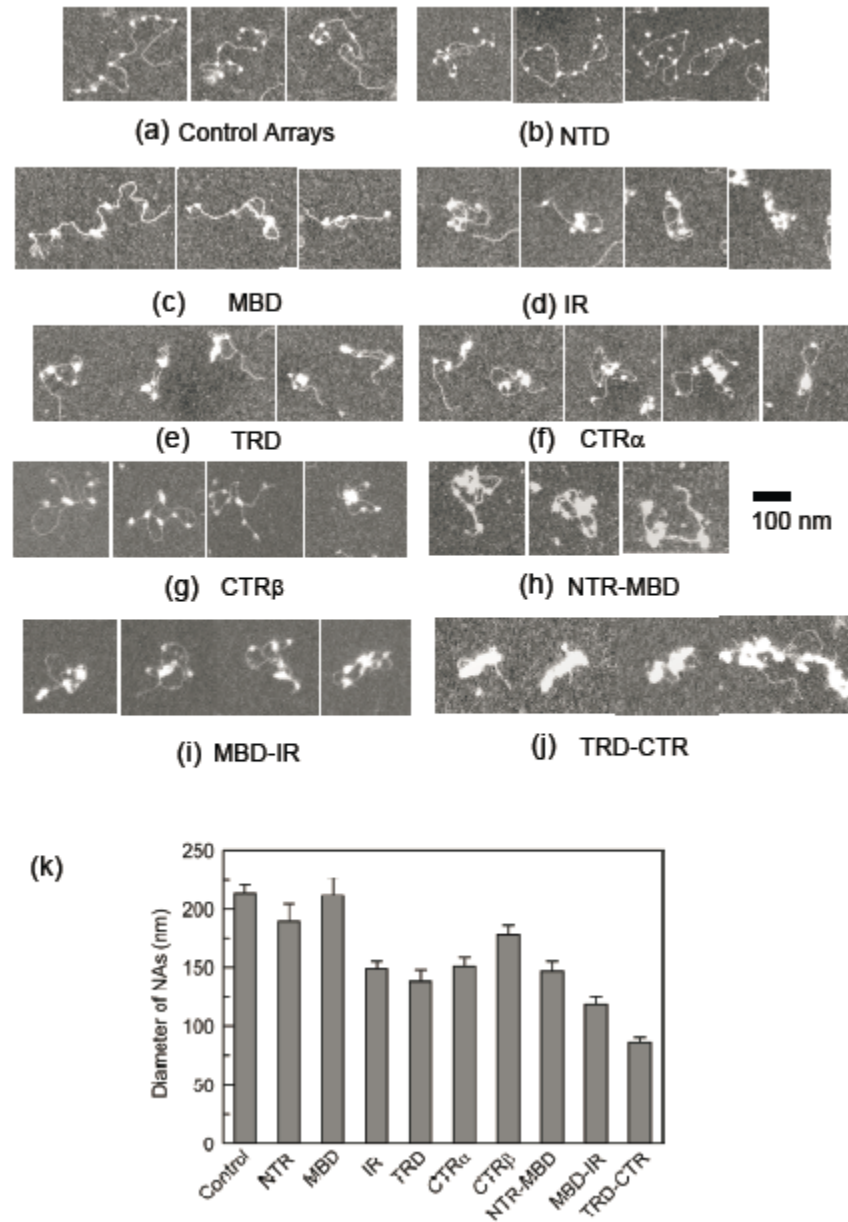 (a) Control Arrays
(b) NTD
(c) MBD
(d) IR
(e) TRD
(f) CTRα
(g) CTRβ
(h) NTR-MBD
100 nm
(i) MBD-IR
(j) TRD-CTR
(k)
Diameter of NAs (nm)
250
200
150
100
50
0
Control
NTR
MBD
IR
TRD
CTRα
CTRβ
NTR-MBD
MBD-IR
TRD-CTR